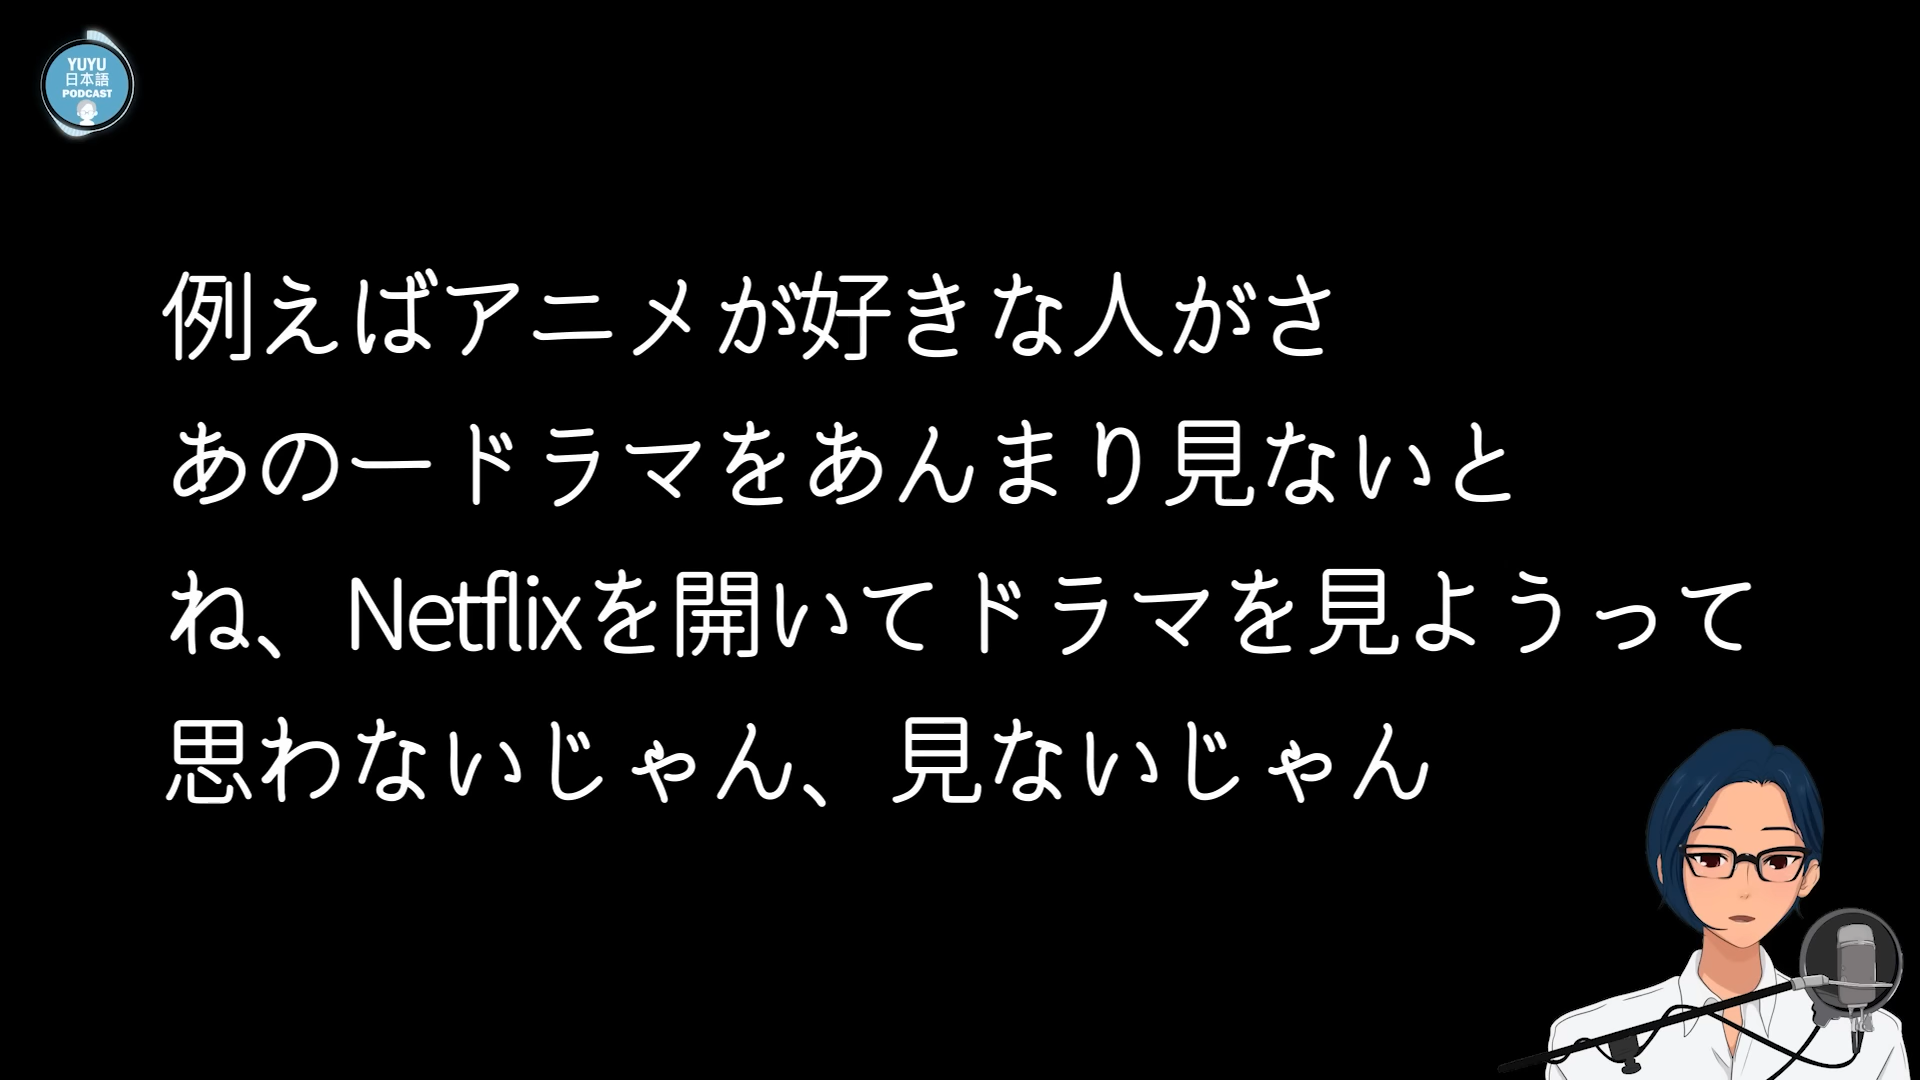 YUYU
日本語
PODCAST
例えばアニメが好きな人がさ
あのードラマをあんまり見ないと
ね、Netflixを開いてドラマを見ようって
思わないじゃん、見ないじゃん